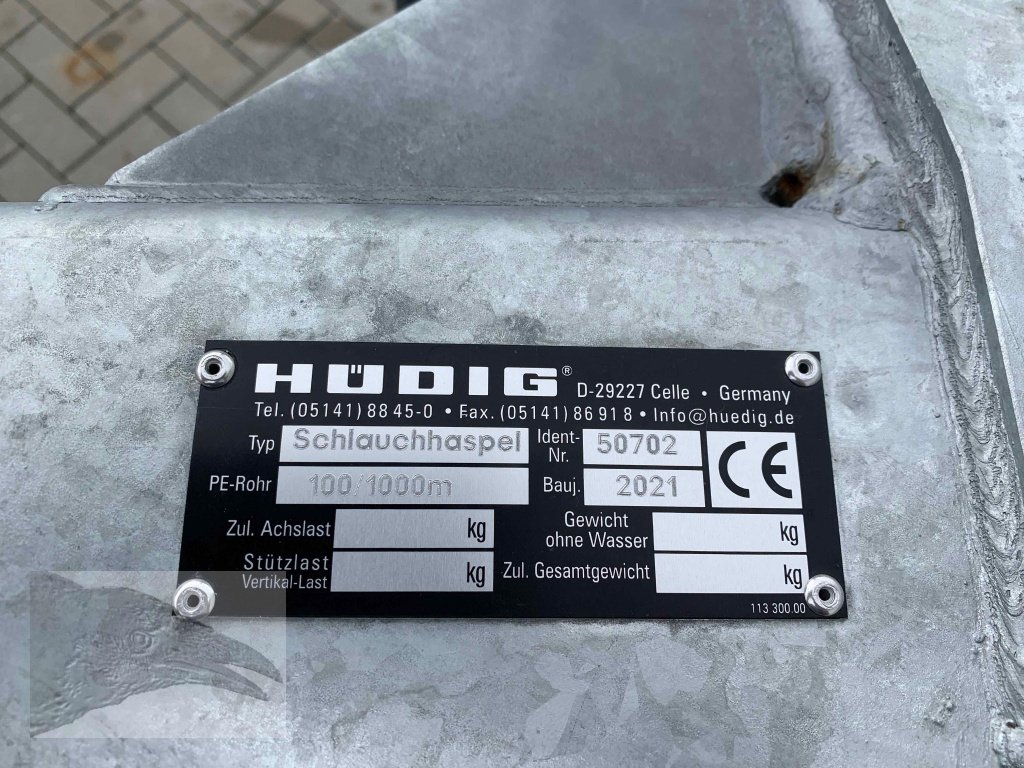 HÜDIG® D-29227 Celle • Germany
Tel. (05141) 88 45-0 • Fax. (05141) 86 91 8 • Info@huedig.de
Typ Schlauchhaspel Ident-Nr. 50702 CE
PE-Rohr 100/1000m Bauj. 2021
Zul. Achslast kg Gewicht ohne Wasser kg
Stützlast Vertikal-Last kg Zul. Gesamtgewicht kg
113 300.00